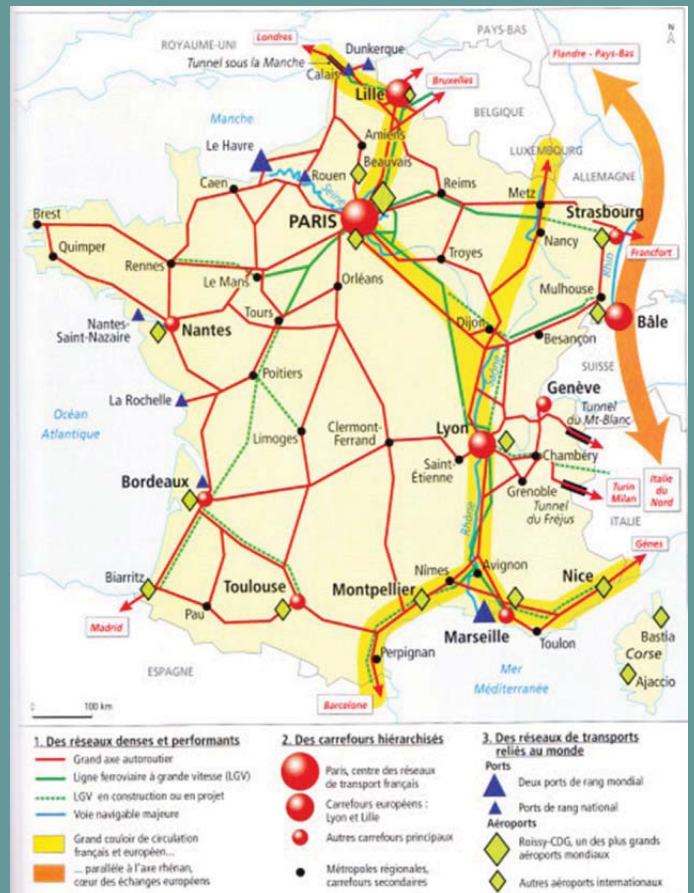 PAYS-BAS
N
ROYAUME-UNI
Londres
Dunkerque
Flandre - Pays-Bas
Tunnel sous la Manche
Calais
Bruxelles
Lille
Manche
BELGIQUE
Amiens
Le Havre
Beauvais
LUXEMBOURG
ALLEMAGNE
Rouen
Seine
Caen
Reims
Metz
Strasbourg
Brest
PARIS
Nancy
Francfort
Quimper
Troyes
Rhin
Rennes
Le Mans
Orléans
Mulhouse
Nantes-
Saint-Nazaire
Nantes
Tours
Dijon
Besançon
Bâle
SUISSE
Poitiers
Genève
La Rochelle
Tunnel
du Mt-Blanc
Océan
Atlantique
Limoges
Clermont-
Ferrand
Lyon
Saint-
Étienne
Chambéry
Bordeaux
Grenoble
Tunnel
du Fréjus
Turin
Milan
Italie
du
Nord
Rhône
ITALIE
Gênes
Biarritz
Toulouse
Montpellier
Nîmes
Avignon
Nice
Madrid
Pau
Marseille
Toulon
Bastia
Corse
Perpignan
Mer
Méditerranée
Ajaccio
ESPAGNE
Barcelone
0 100 km
1. Des réseaux denses et performants
Grand axe autoroutier
Ligne ferroviaire à grande vitesse (LGV)
LGV en construction ou en projet
Voie navigable majeure
Grand couloir de circulation
français et européen...
... parallèle à l'axe rhénan,
cœur des échanges européens
2. Des carrefours hiérarchisés
Paris, centre des réseaux
de transport français
Carrefours européens :
Lyon et Lille
Autres carrefours principaux
Métropoles régionales,
carrefours secondaires
3. Des réseaux de transports
reliés au monde
Ports
Deux ports de rang mondial
Ports de rang national
Aéroports
Roissy-CDG, un des plus grands
aéroports mondiaux
Autres aéroports internationaux